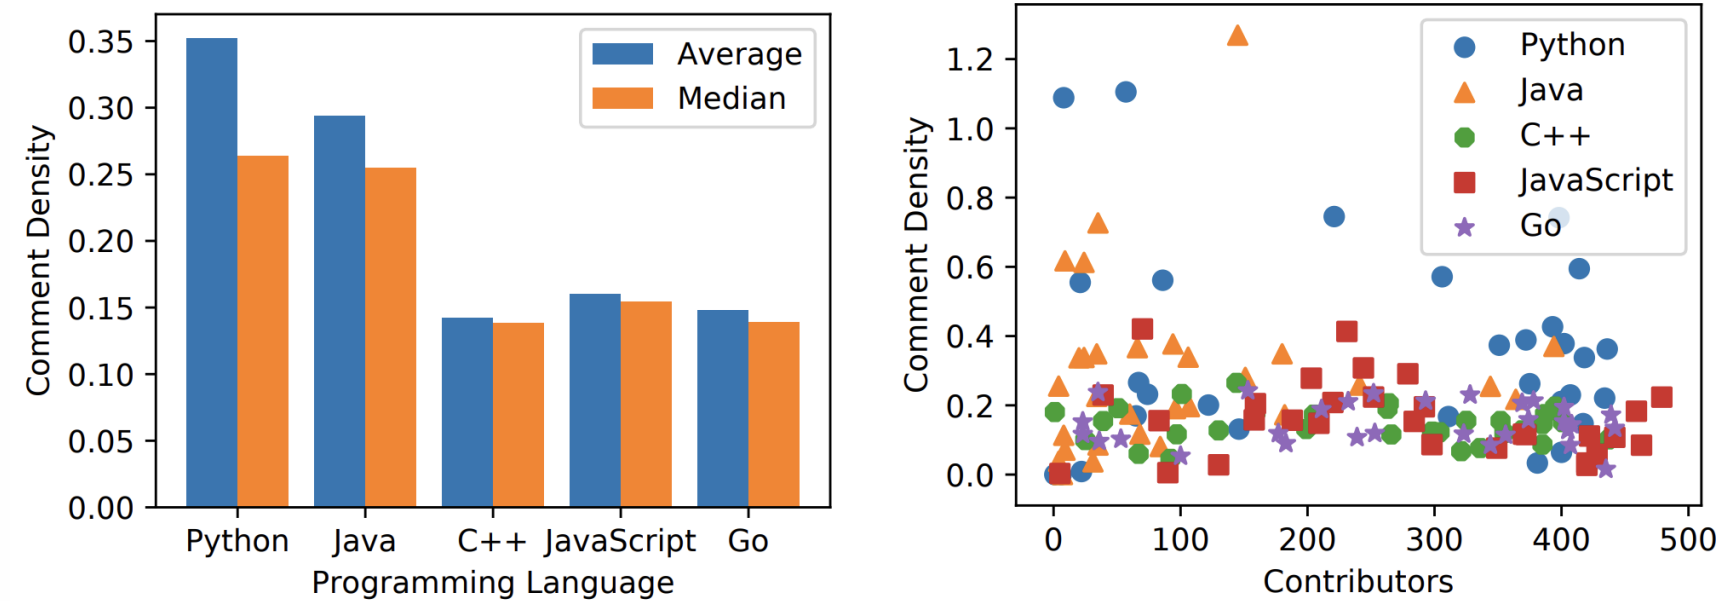 0.35
0.30
0.25
0.20
0.15
0.10
0.05
0.00
Comment Density
Average
Median
Python Java C++ JavaScript Go
Programming Language
1.2
1.0
0.8
0.6
0.4
0.2
0.0
Comment Density
Python
Java
C++
JavaScript
Go
0 100 200 300 400 500
Contributors